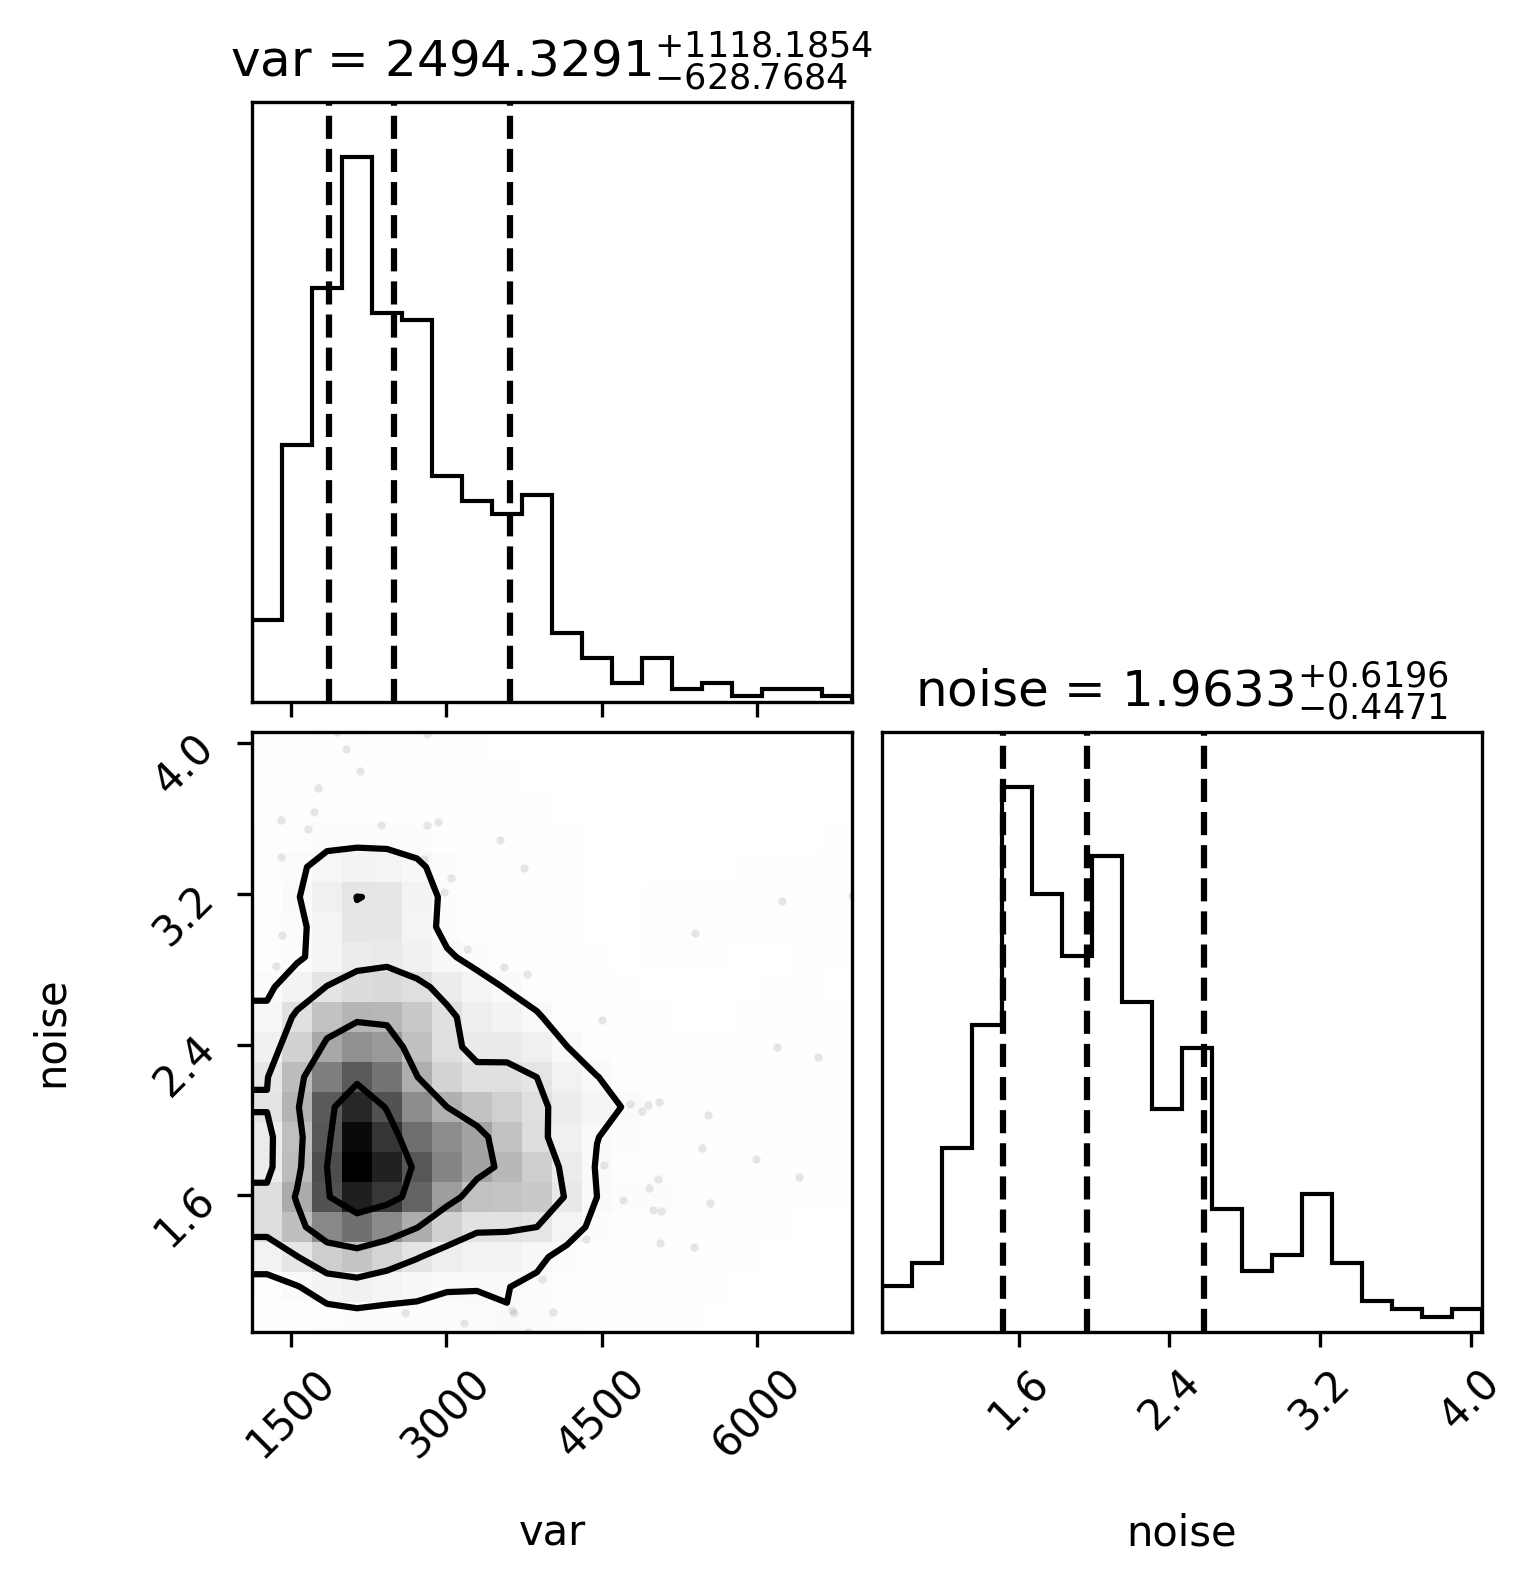 var = 2494.3291+1118.1854 −628.7684
noise = 1.9633+0.6196 −0.4471
4.0
3.2
2.4
1.6
noise
1500 3000 4500 6000
var
1.6 2.4 3.2 4.0
noise